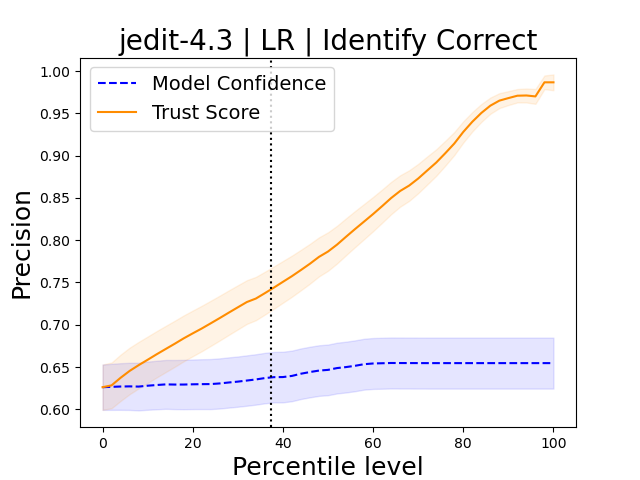 jedit-4.3 | LR | Identify Correct
Model Confidence
Trust Score
Precision
1.00
0.95
0.90
0.85
0.80
0.75
0.70
0.65
0.60
0 20 40 60 80 100
Percentile level